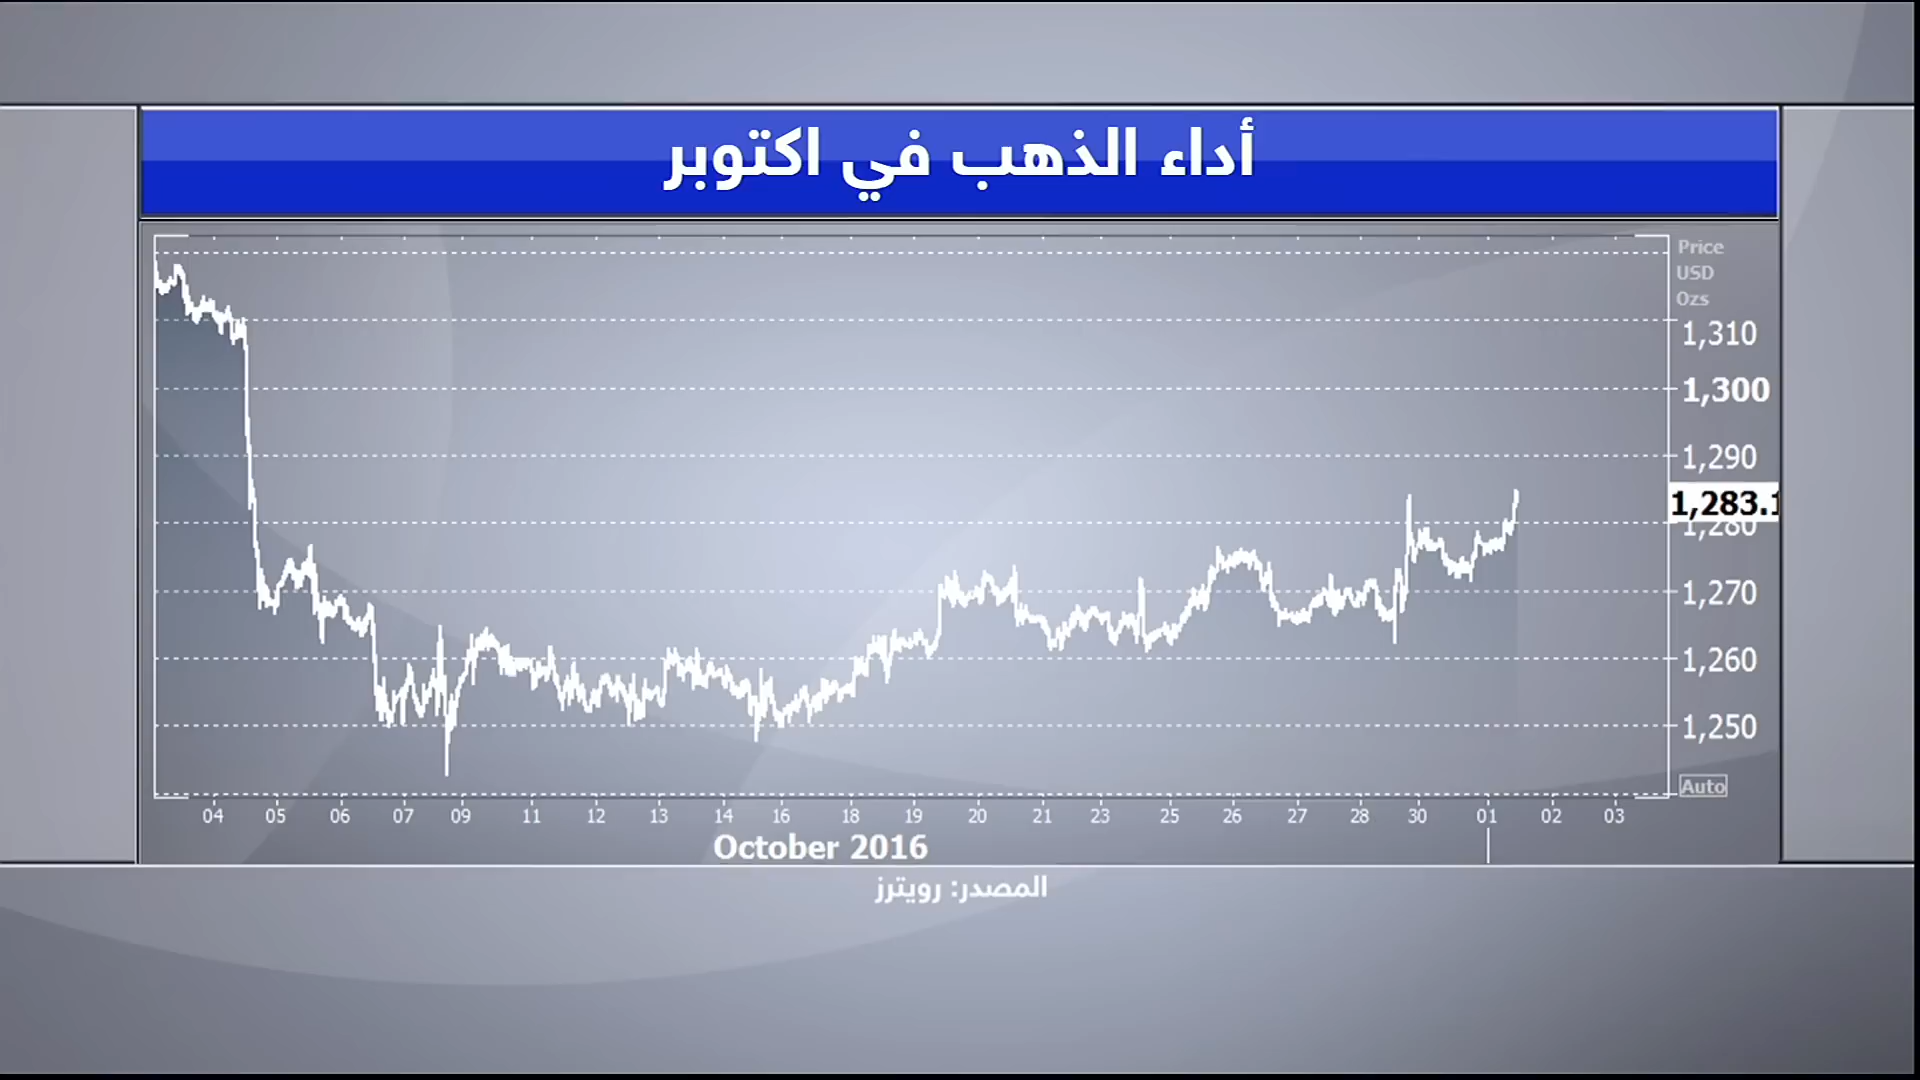 أداء الذهب في اكتوبر
Price
USD
Ozs
1,310
1,300
1,290
1,283.1
1,280
1,270
1,260
1,250
Auto
04 05 06 07 09 11 12 13 14 16 18 19 20 21 23 25 26 27 28 30 01 02 03
October 2016
المصدر: رويترز